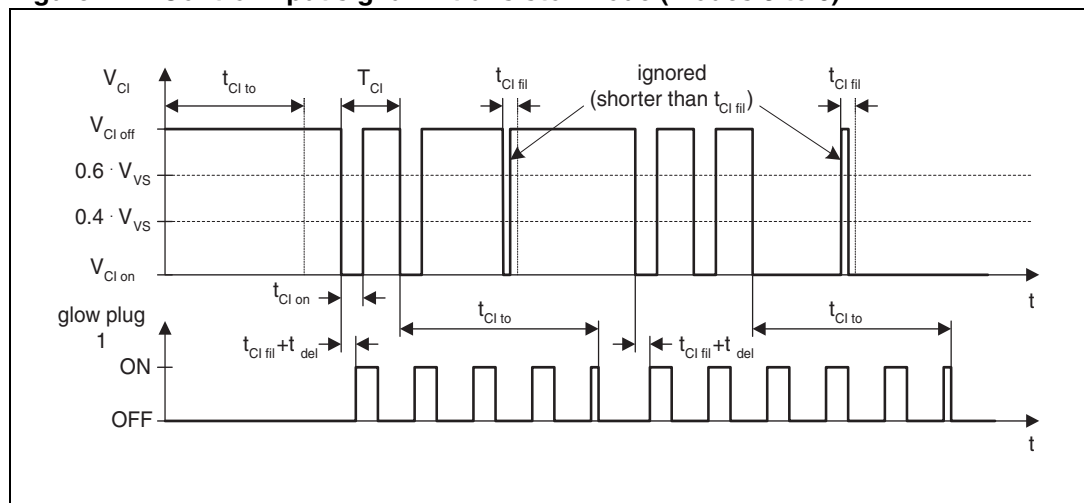 V_CI
t_CI to
T_CI
t_CI fil
ignored
(shorter than t_CI fil)
t_CI fil
V_CI off
0.6 · V_VS
0.4 · V_VS
V_CI on
t_CI on
t
glow plug
1
t_CI fil+t del
t_CI to
t_CI fil+t del
t_CI to
ON
OFF
t